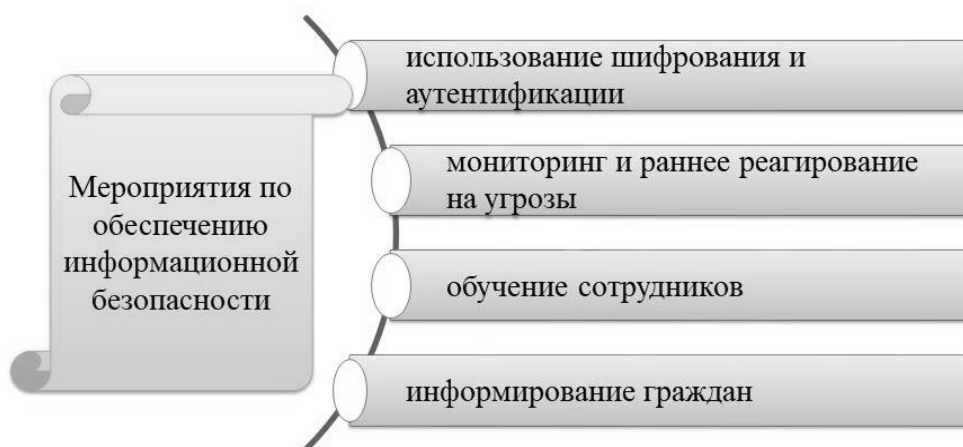 Мероприятия по
обеспечению
информационной
безопасности
использование шифрования и
аутентификации
мониторинг и раннее реагирование
на угрозы
обучение сотрудников
информирование граждан